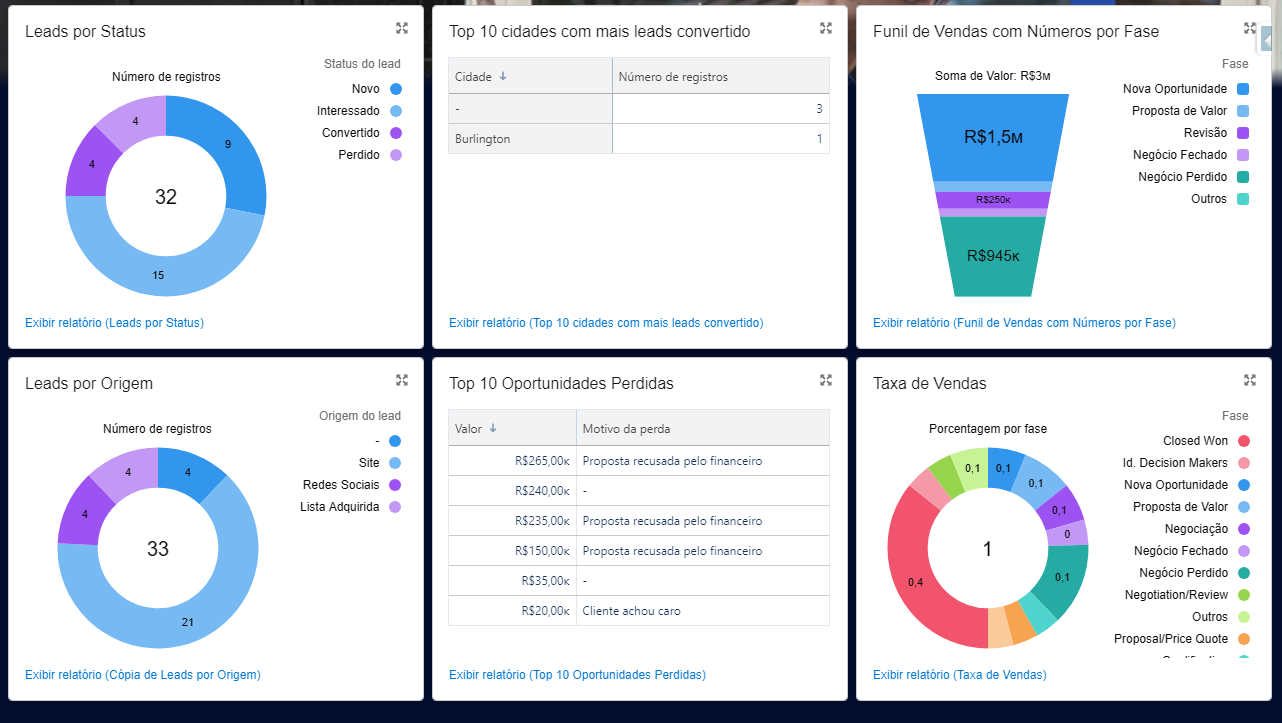 Leads por Status
Número de registros
Status do lead
Novo
Interessado
Convertido
Perdido
4
9
4
32
15
Exibir relatório (Leads por Status)
Top 10 cidades com mais leads convertido
Cidade Número de registros
- 3
Burlington 1
Exibir relatório (Top 10 cidades com mais leads convertido)
Funil de Vendas com Números por Fase
Soma de Valor: R$3м
Fase
Nova Oportunidade
Proposta de Valor
Revisão
Negócio Fechado
Negócio Perdido
Outros
R$1,5м
R$250к
R$945к
Exibir relatório (Funil de Vendas com Números por Fase)
Leads por Origem
Número de registros
Origem do lead
-
Site
Redes Sociais
Lista Adquirida
4
4
4
33
21
Exibir relatório (Cópia de Leads por Origem)
Top 10 Oportunidades Perdidas
Valor Motivo da perda
R$265,00к Proposta recusada pelo financeiro
R$240,00к -
R$235,00к Proposta recusada pelo financeiro
R$150,00к Proposta recusada pelo financeiro
R$35,00к -
R$20,00к Cliente achou caro
Exibir relatório (Top 10 Oportunidades Perdidas)
Taxa de Vendas
Porcentagem por fase
Fase
Closed Won
Id. Decision Makers
Nova Oportunidade
Proposta de Valor
Negociação
Negócio Fechado
Negócio Perdido
Negotiation/Review
Outros
Proposal/Price Quote
0,1
0,1
0,1
0,1
0
0,1
0,4
1
Exibir relatório (Taxa de Vendas)